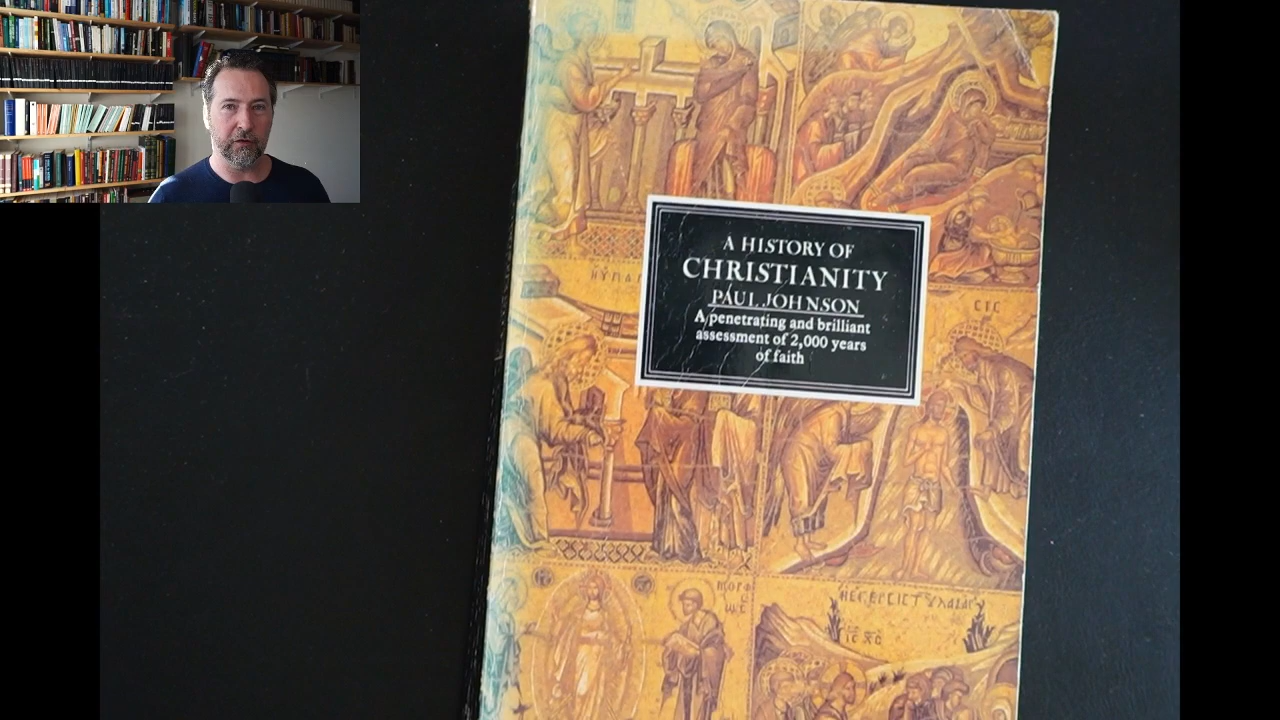 A HISTORY OF
CHRISTIANITY
PAUL JOHNSON
A penetrating and brilliant
assessment of 2,000 years
of faith